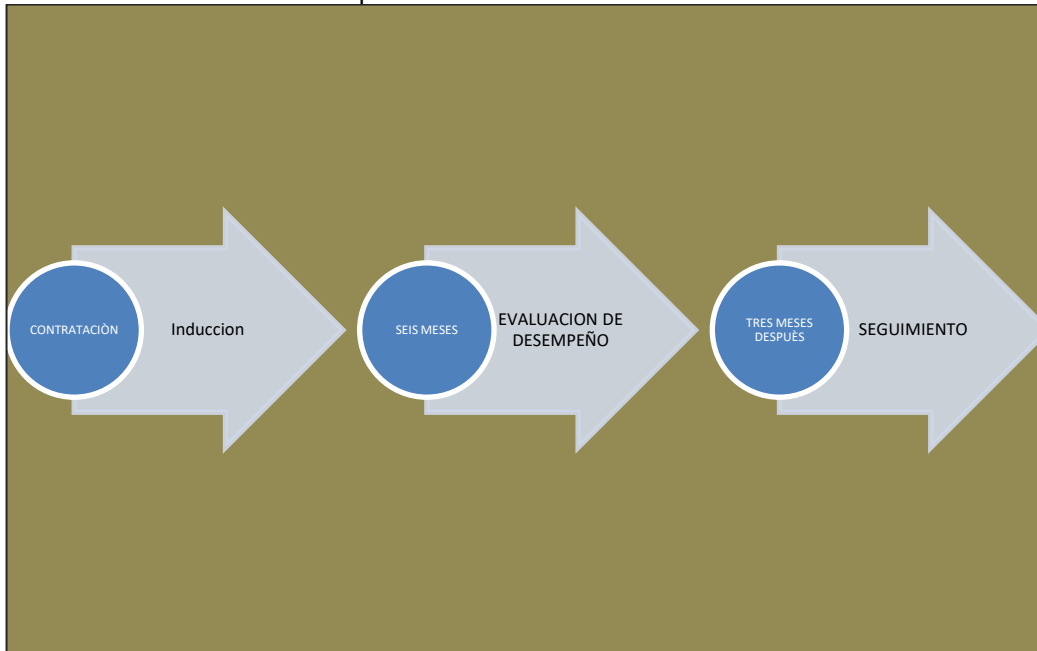 CONTRATACIÒN
Induccion
SEIS MESES
EVALUACION DE
DESEMPEÑO
TRES MESES
DESPUÈS
SEGUIMIENTO